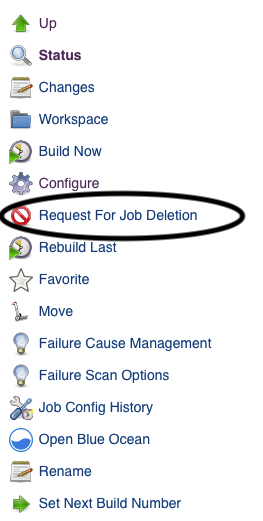 Up
Status
Changes
Workspace
Build Now
Configure
Request For Job Deletion
Rebuild Last
Favorite
Move
Failure Cause Management
Failure Scan Options
Job Config History
Open Blue Ocean
Rename
Set Next Build Number